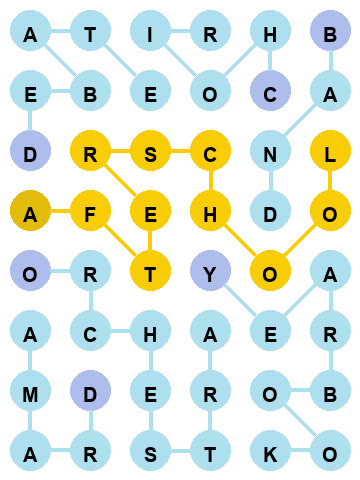 A T I R H B
E B E O C A
D R S C N L
A F E H D O
O R T Y O A
A C H A E R
M D E R O B
A R S T K O